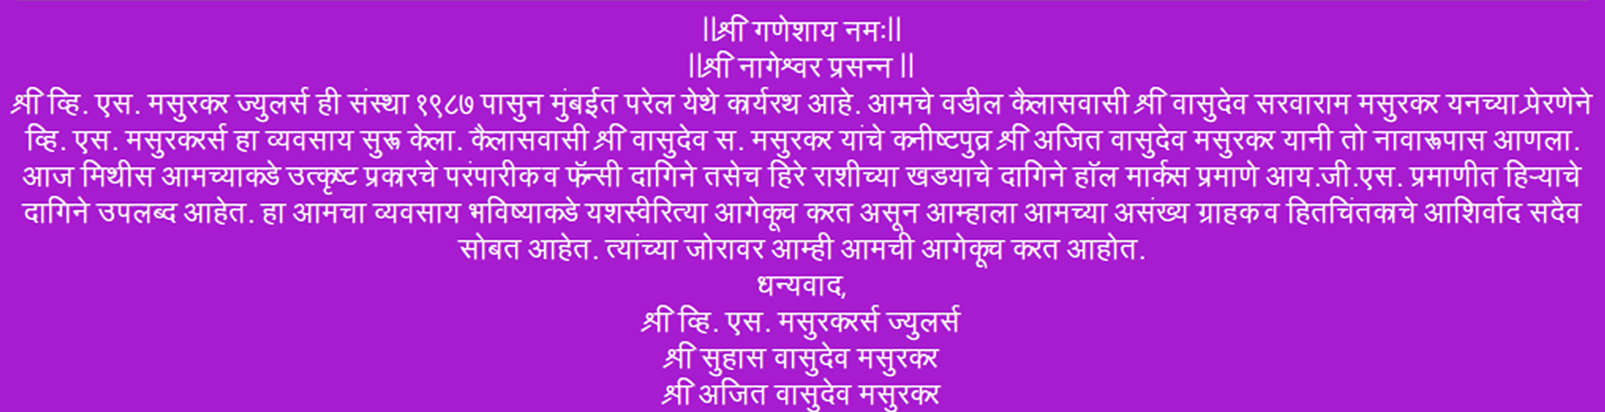 ||श्री गणेशाय नमः||
||श्री नागेश्वर प्रसन्न ||
श्री व्हि. एस. मसुरकर ज्युलर्स ही संस्था १९८७ पासुन मुंबईत परेल येथे कार्यरथ आहे. आमचे वडील कैलासवासी श्री वासुदेव सरवाराम मसुरकर यनच्या प्रेरणेने
व्हि. एस. मसुरकरर्स हा व्यवसाय सुरू केला. कैलासवासी श्री वासुदेव स. मसुरकर यांचे कनीष्टपुत्र श्री अजित वासुदेव मसुरकर यानी तो नावारूपास आणला.
आज मिथीस आमच्याकडे उत्कृष्ट प्रकारचे परंपारीक व फॅन्सी दागिने तसेच हिरे राशीच्या खडयाचे दागिने हॉल मार्कस प्रमाणे आय.जी.एस. प्रमाणीत हिऱ्याचे
दागिने उपलब्द आहेत. हा आमचा व्यवसाय भविष्याकडे यशस्वीरित्या आगेकूच करत असून आम्हाला आमच्या असंख्य ग्राहक व हितचिंतकाचे आशिर्वाद सदैव
सोबत आहेत. त्यांच्या जोरावर आम्ही आमची आगेकूच करत आहोत.
धन्यवाद,
श्री व्हि. एस. मसुरकरर्स ज्युलर्स
श्री सुहास वासुदेव मसुरकर
श्री अजित वासुदेव मसुरकर